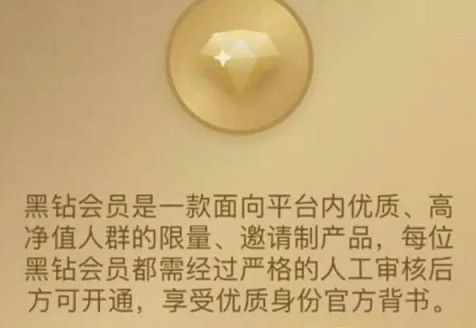 黑钻会员是一款面向平台内优质、高
净值人群的限量、邀请制产品，每位
黑钻会员都需经过严格的人工审核后
方可开通，享受优质身份官方背书。